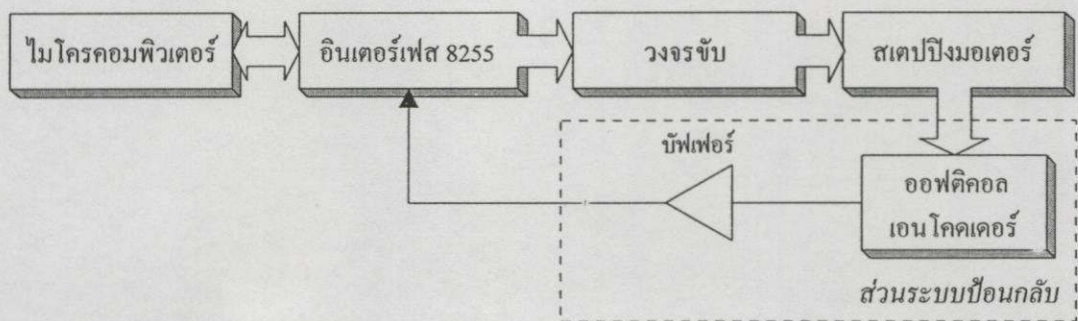 ไมโครคอมพิวเตอร์
อินเตอร์เฟส 8255
วงจรขับ
สเตปปิงมอเตอร์
บัฟเฟอร์
ออฟติคอล
เอนโคดเดอร์
ส่วนระบบป้อนกลับ